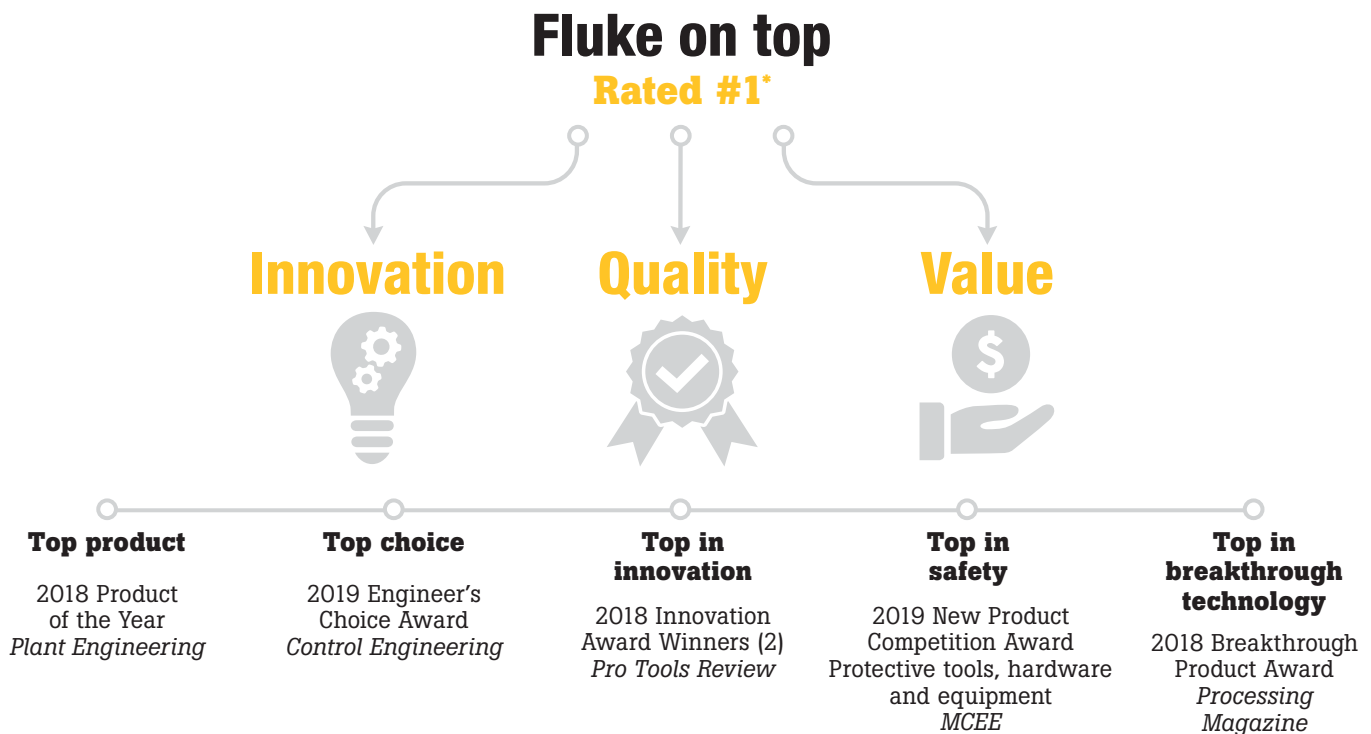 Fluke on top
Rated #1*
Innovation
Quality
Value
$
Top product
2018 Product
of the Year
Plant Engineering
Top choice
2019 Engineer's
Choice Award
Control Engineering
Top in
innovation
2018 Innovation
Award Winners (2)
Pro Tools Review
Top in
safety
2019 New Product
Competition Award
Protective tools, hardware
and equipment
MCEE
Top in
breakthrough
technology
2018 Breakthrough
Product Award
Processing
Magazine